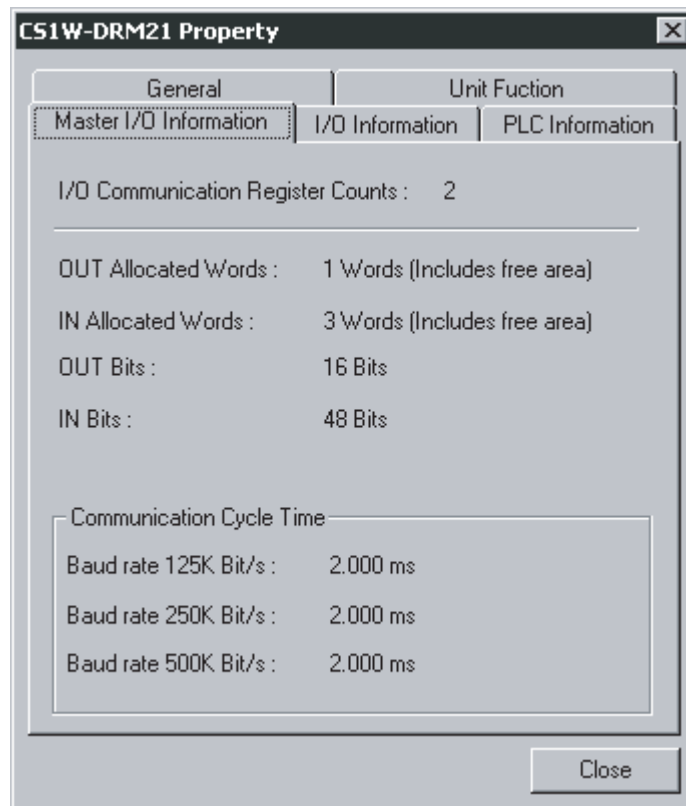 CS1W-DRM21 Property
General Unit Fuction
Master I/O Information I/O Information PLC Information
I/O Communication Register Counts : 2
OUT Allocated Words : 1 Words (Includes free area)
IN Allocated Words : 3 Words (Includes free area)
OUT Bits : 16 Bits
IN Bits : 48 Bits
Communication Cycle Time
Baud rate 125K Bit/s : 2.000 ms
Baud rate 250K Bit/s : 2.000 ms
Baud rate 500K Bit/s : 2.000 ms
Close